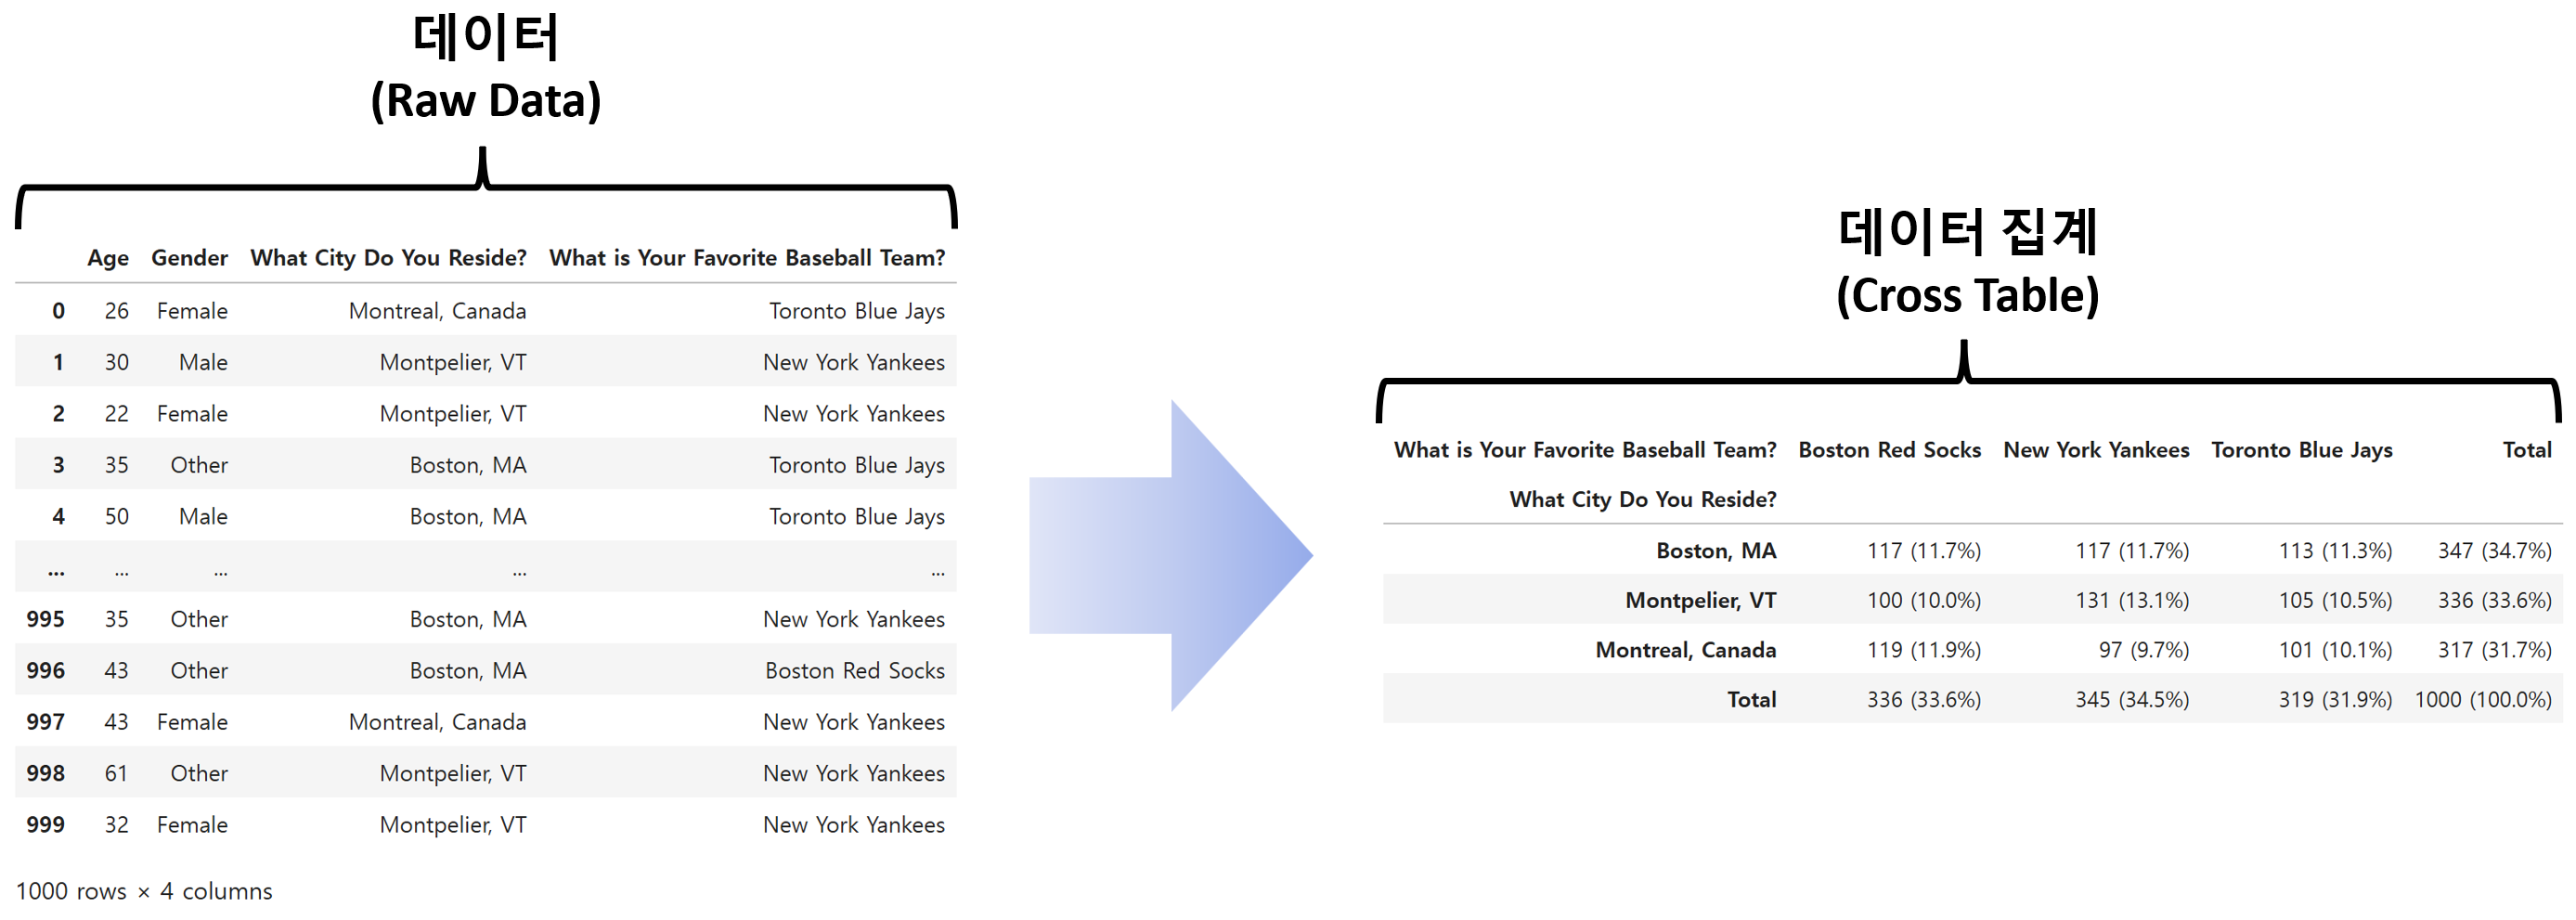 데이터
(Raw Data)
Age Gender What City Do You Reside? What is Your Favorite Baseball Team?
0 26 Female Montreal, Canada Toronto Blue Jays
1 30 Male Montpelier, VT New York Yankees
2 22 Female Montpelier, VT New York Yankees
3 35 Other Boston, MA Toronto Blue Jays
4 50 Male Boston, MA Toronto Blue Jays
... ... ... ... ...
995 35 Other Boston, MA New York Yankees
996 43 Other Boston, MA Boston Red Socks
997 43 Female Montreal, Canada New York Yankees
998 61 Other Montpelier, VT New York Yankees
999 32 Female Montpelier, VT New York Yankees
1000 rows × 4 columns
데이터 집계
(Cross Table)
What is Your Favorite Baseball Team? Boston Red Socks New York Yankees Toronto Blue Jays Total
What City Do You Reside?
Boston, MA 117 (11.7%) 117 (11.7%) 113 (11.3%) 347 (34.7%)
Montpelier, VT 100 (10.0%) 131 (13.1%) 105 (10.5%) 336 (33.6%)
Montreal, Canada 119 (11.9%) 97 (9.7%) 101 (10.1%) 317 (31.7%)
Total 336 (33.6%) 345 (34.5%) 319 (31.9%) 1000 (100.0%)